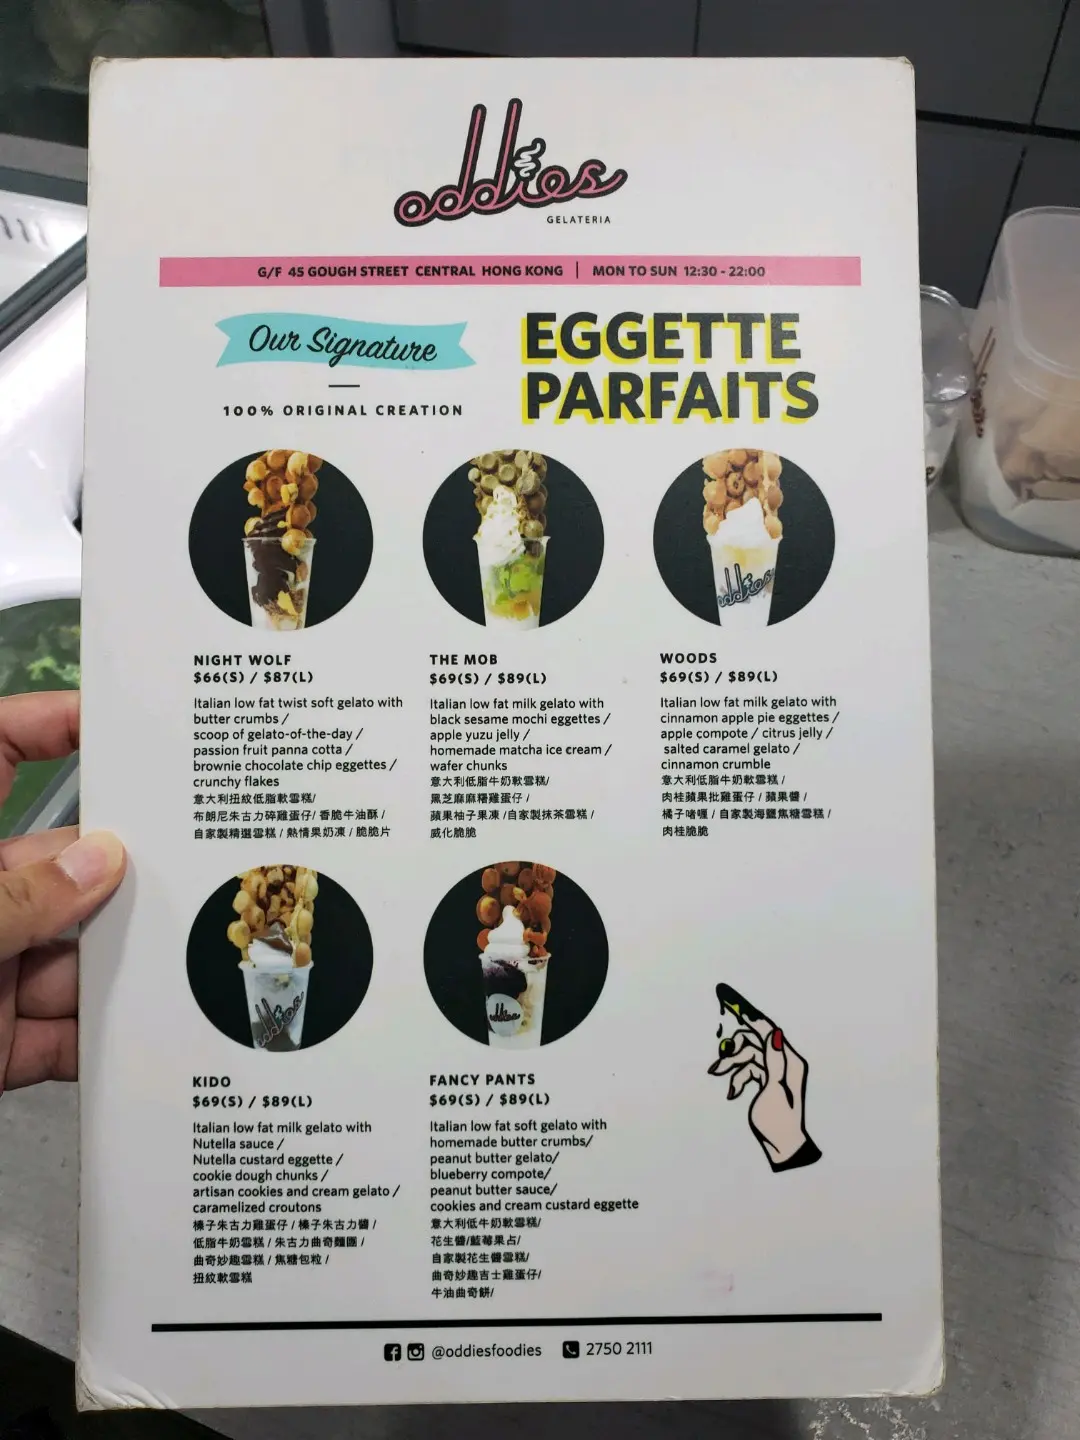 oddies
GELATERIA
G/F 45 GOUGH STREET CENTRAL HONG KONG | MON TO SUN 12:30 - 22:00
Our Signature
100% ORIGINAL CREATION
EGGETTE
PARFAITS
NIGHT WOLF
$66(S) / $87(L)
Italian low fat twist soft gelato with
butter crumbs /
scoop of gelato-of-the-day /
passion fruit panna cotta /
brownie chocolate chip eggettes /
crunchy flakes
意大利扭紋低脂軟雪糕/
布朗尼朱古力碎雞蛋仔/ 香脆牛油酥 /
自家製精選雪糕 / 熱情果奶凍 / 脆脆片
THE MOB
$69(S) / $89(L)
Italian low fat milk gelato with
black sesame mochi eggettes /
apple yuzu jelly /
homemade matcha ice cream /
wafer chunks
意大利低脂牛奶軟雪糕/
黑芝麻麻糬雞蛋仔 /
蘋果柚子果凍 /自家製抹茶雪糕 /
威化脆脆
WOODS
$69(S) / $89(L)
Italian low fat milk gelato with
cinnamon apple pie eggettes /
apple compote / citrus jelly /
salted caramel gelato /
cinnamon crumble
意大利低脂牛奶軟雪糕 /
肉桂蘋果批雞蛋仔 / 蘋果醬 /
橘子啫喱 / 自家製海鹽焦糖雪糕 /
肉桂脆脆
oddies
KIDO
$69(S) / $89(L)
Italian low fat milk gelato with
Nutella sauce /
Nutella custard eggette /
cookie dough chunks /
artisan cookies and cream gelato /
caramelized croutons
榛子朱古力雞蛋仔 / 榛子朱古力醬 /
低脂牛奶雪糕 / 朱古力曲奇麵團 /
曲奇妙趣雪糕 / 焦糖包粒 /
扭紋軟雪糕
oddies
FANCY PANTS
$69(S) / $89(L)
Italian low fat soft gelato with
homemade butter crumbs/
peanut butter gelato/
blueberry compote/
peanut butter sauce/
cookies and cream custard eggette
意大利低牛奶軟雪糕/
花生醬/藍莓果占/
自家製花生醬雪糕/
曲奇妙趣吉士雞蛋仔/
牛油曲奇餅/
oddies
@oddiesfoodies 2750 2111